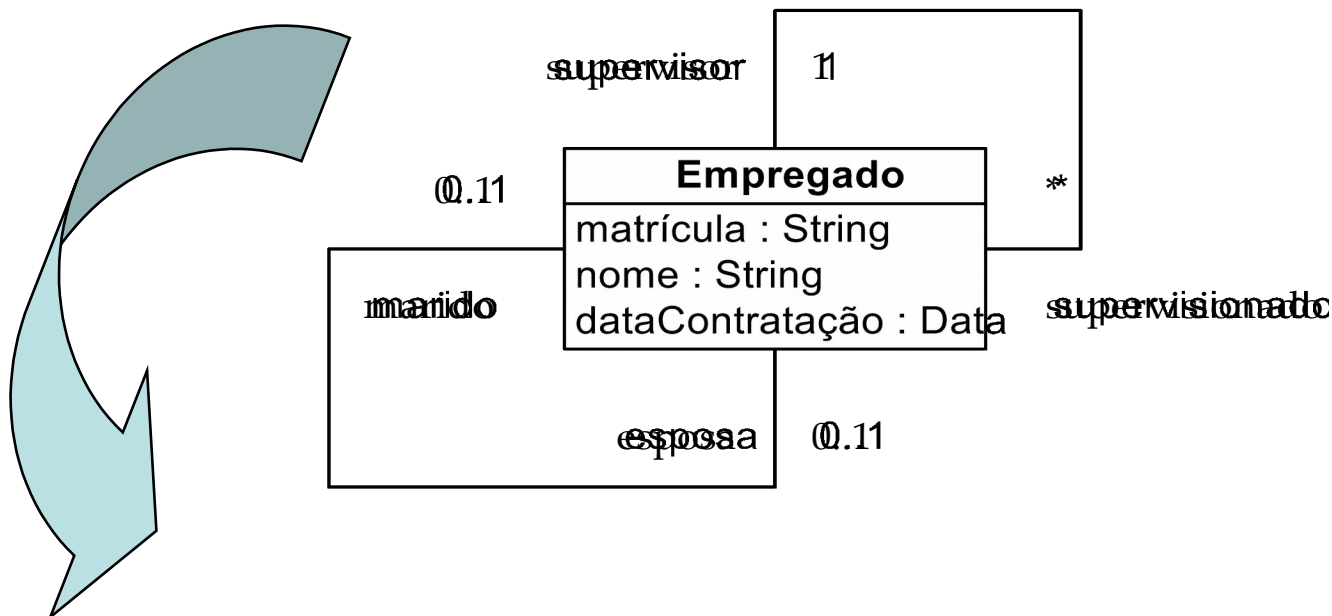 supervisor 1
Empregado
0..1 *
matrícula : String
nome : String
marido supervisionado
dataContratação : Data
esposa 0..1